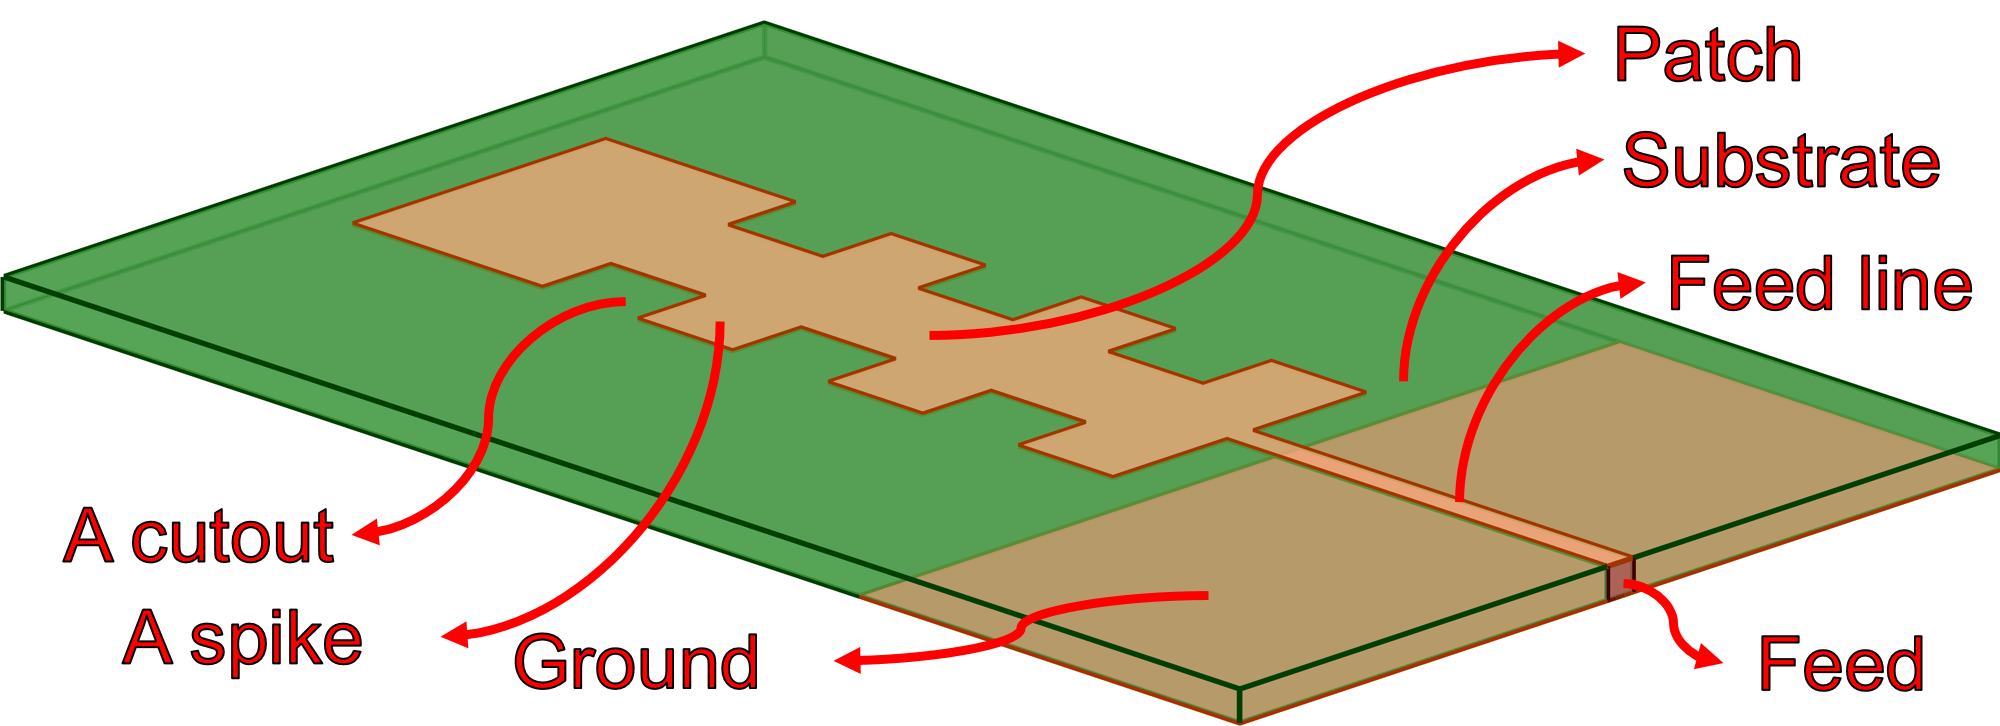 Patch
Substrate
Feed line
A cutout
A spike
Ground
Feed